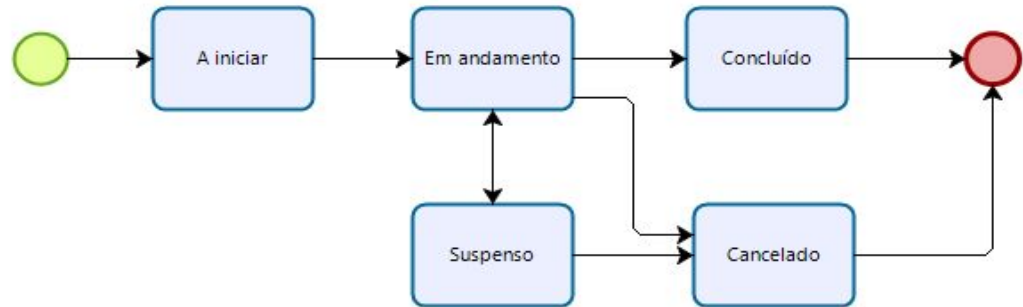 A iniciar
Em andamento
Concluído
Suspenso
Cancelado